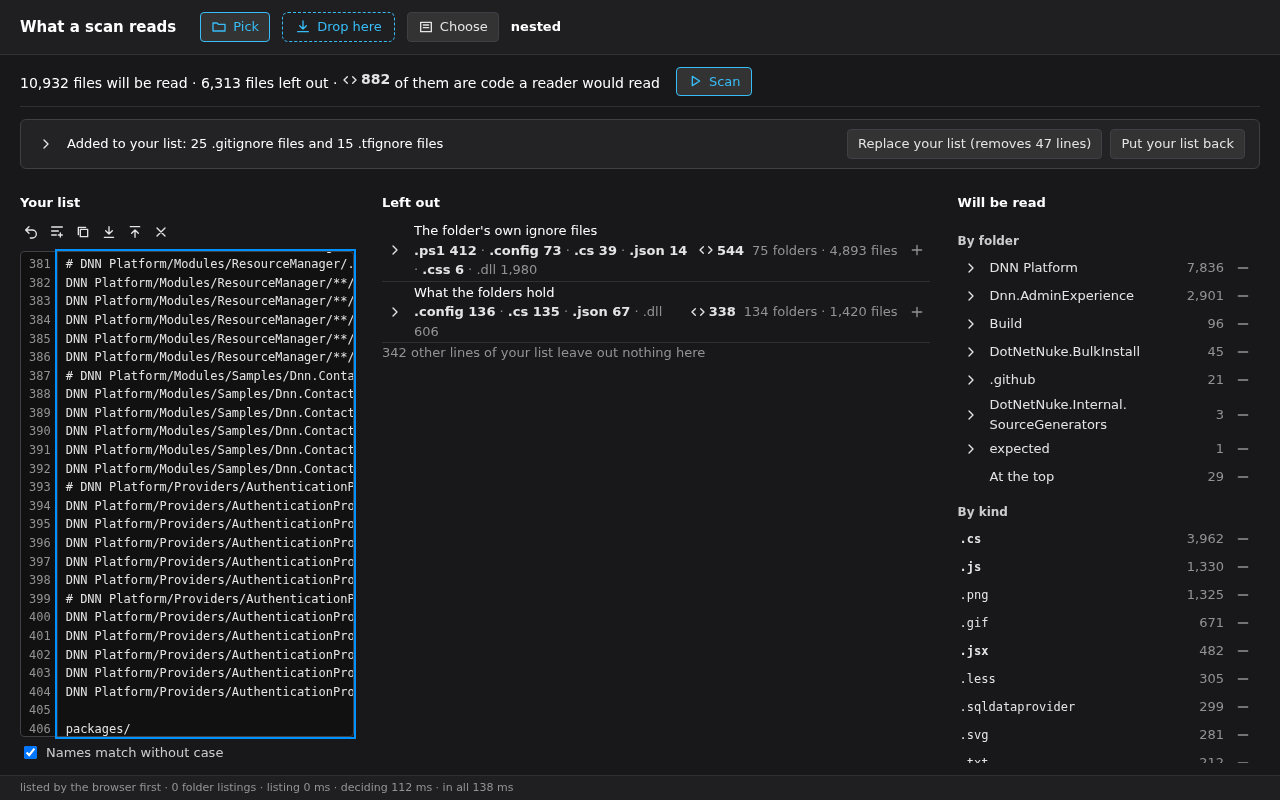 What a scan reads
Pick
Drop here
Choose
nested
10,932 files will be read · 6,313 files left out · 882 of them are code a reader would read
Scan
Added to your list: 25 .gitignore files and 15 .tfignore files
Replace your list (removes 47 lines)
Put your list back
Your list
381 # DNN Platform/Modules/ResourceManager/.
382 DNN Platform/Modules/ResourceManager/**/
383 DNN Platform/Modules/ResourceManager/**/
384 DNN Platform/Modules/ResourceManager/**/
385 DNN Platform/Modules/ResourceManager/**/
386 DNN Platform/Modules/ResourceManager/**/
387 # DNN Platform/Modules/Samples/Dnn.Conta
388 DNN Platform/Modules/Samples/Dnn.Contact
389 DNN Platform/Modules/Samples/Dnn.Contact
390 DNN Platform/Modules/Samples/Dnn.Contact
391 DNN Platform/Modules/Samples/Dnn.Contact
392 DNN Platform/Modules/Samples/Dnn.Contact
393 # DNN Platform/Providers/AuthenticationP
394 DNN Platform/Providers/AuthenticationPro
395 DNN Platform/Providers/AuthenticationPro
396 DNN Platform/Providers/AuthenticationPro
397 DNN Platform/Providers/AuthenticationPro
398 DNN Platform/Providers/AuthenticationPro
399 # DNN Platform/Providers/AuthenticationP
400 DNN Platform/Providers/AuthenticationPro
401 DNN Platform/Providers/AuthenticationPro
402 DNN Platform/Providers/AuthenticationPro
403 DNN Platform/Providers/AuthenticationPro
404 DNN Platform/Providers/AuthenticationPro
405
406 packages/
Names match without case
Left out
The folder's own ignore files
.ps1 412 · .config 73 · .cs 39 · .json 14
· .css 6 · .dll 1,980
544 75 folders · 4,893 files
What the folders hold
.config 136 · .cs 135 · .json 67 · .dll
606
338 134 folders · 1,420 files
342 other lines of your list leave out nothing here
Will be read
By folder
DNN Platform 7,836
Dnn.AdminExperience 2,901
Build 96
DotNetNuke.BulkInstall 45
.github 21
DotNetNuke.Internal.
SourceGenerators 3
expected 1
At the top 29
By kind
.cs 3,962
.js 1,330
.png 1,325
.gif 671
.jsx 482
.less 305
.sqldataprovider 299
.svg 281
.txt 212
listed by the browser first · 0 folder listings · listing 0 ms · deciding 112 ms · in all 138 ms